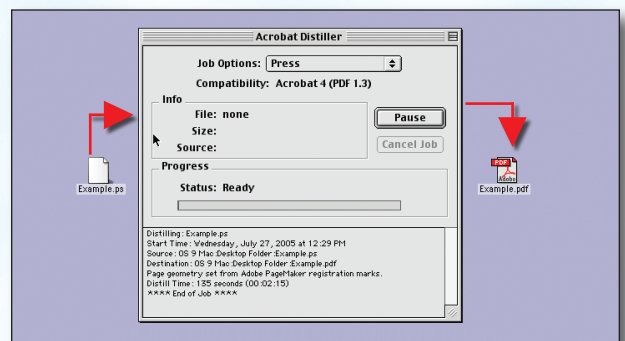 Acrobat Distiller
Job Options: Press
Compatibility: Acrobat 4 (PDF 1.3)
Info
File: none
Size:
Source:
Pause
Cancel Job
Progress
Status: Ready
Example.ps
PDF
Adobe
Example.pdf
Distilling: Example.ps
Start Time: Wednesday, July 27, 2005 at 12:29 PM
Source: OS 9 Mac:Desktop Folder:Example.ps
Destination: OS 9 Mac:Desktop Folder:Example.pdf
Page geometry set from Adobe PageMaker registration marks.
Distill Time: 135 seconds (00:02:15)
**** End of Job ****